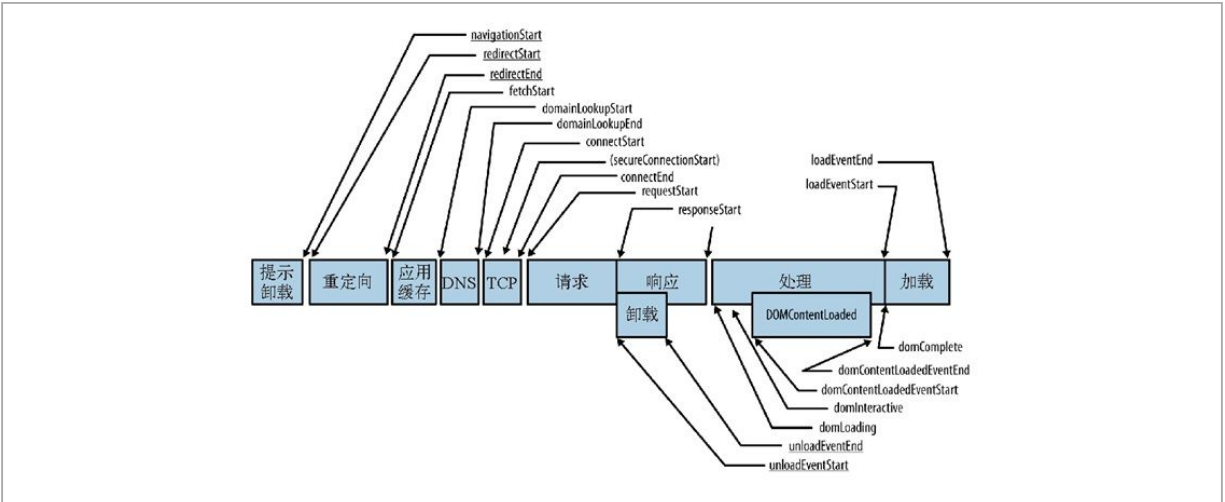 navigationStart
redirectStart
redirectEnd
fetchStart
domainLookupStart
domainLookupEnd
connectStart
(secureConnectionStart)
connectEnd
requestStart
responseStart
loadEventEnd
loadEventStart
提示
卸载
重定向
应用
缓存
DNS
TCP
请求
响应
处理
加载
卸载
DOMContentLoaded
domComplete
domContentLoadedEventEnd
domContentLoadedEventStart
domInteractive
domLoading
unloadEventEnd
unloadEventStart